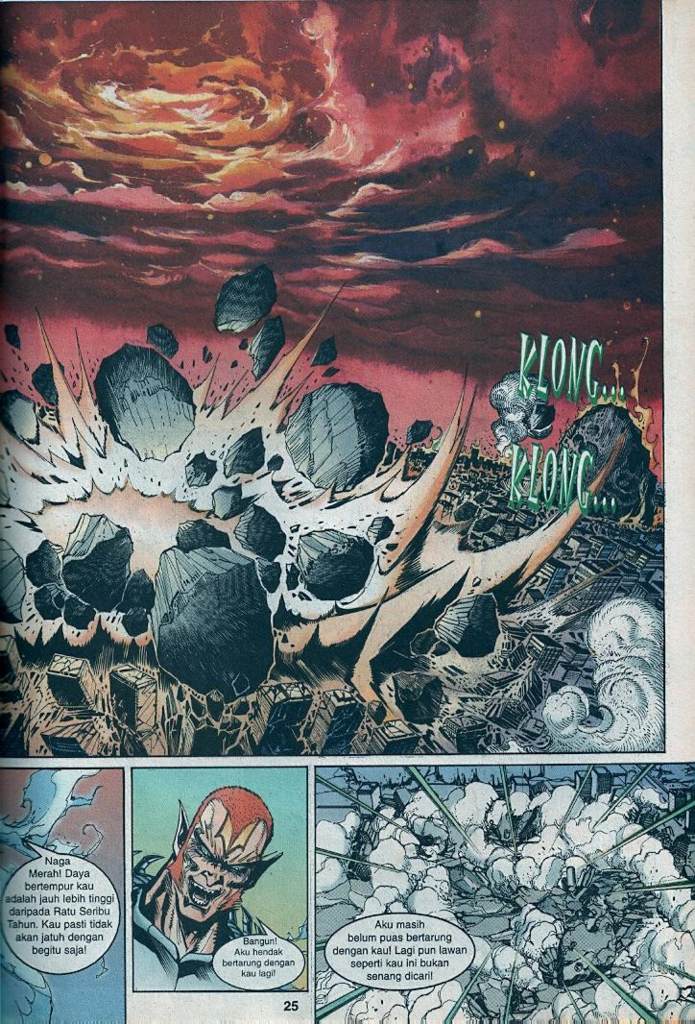 KLONG...
KLONG...
Naga
Merah! Daya
bertempur kau
adalah jauh lebih tinggi
daripada Ratu Seribu
Tahun. Kau pasti tidak
akan jatuh dengan
begitu saja!
Bangun!
Aku hendak
bertarung dengan
kau lagi!
Aku masih
belum puas bertarung
dengan kau! Lagi pun lawan
seperti kau ini bukan
senang dicari!
25